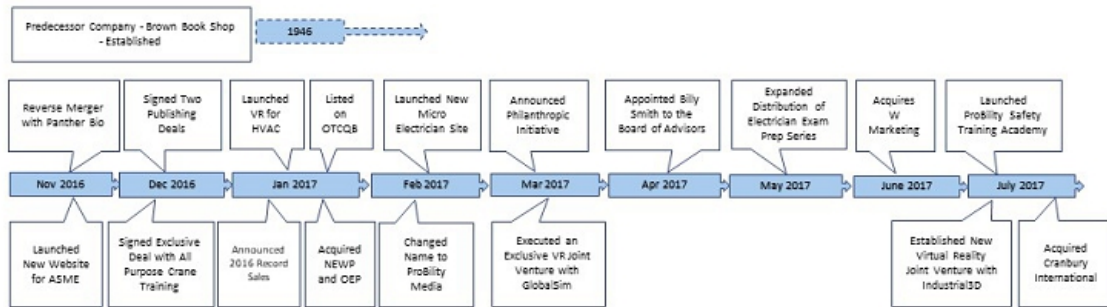 Predecessor Company - Brown Book Shop
- Established
1946
Reverse Merger
with Panther Bio
Signed Two
Publishing
Deals
Launched
VR for
HVAC
Listed
on
OTCQB
Launched New
Micro
Electrician Site
Announced
Philanthropic
Initiative
Appointed Billy
Smith to the
Board of Advisors
Expanded
Distribution of
Electrician Exam
Prep Series
Acquires
W
Marketing
Launched
ProBility Safety
Training Academy
Nov 2016
Dec 2016
Jan 2017
Feb 2017
Mar 2017
Apr 2017
May 2017
June 2017
July 2017
Launched
New Website
for ASME
Signed Exclusive
Deal with All
Purpose Crane
Training
Announced
2016 Record
Sales
Acquired
NEWP
and OEP
Changed
Name to
ProBility
Media
Executed an
Exclusive VR Joint
Venture with
GlobalSim
Established New
Virtual Reality
Joint Venture with
Industrial3D
Acquired
Cranbury
International